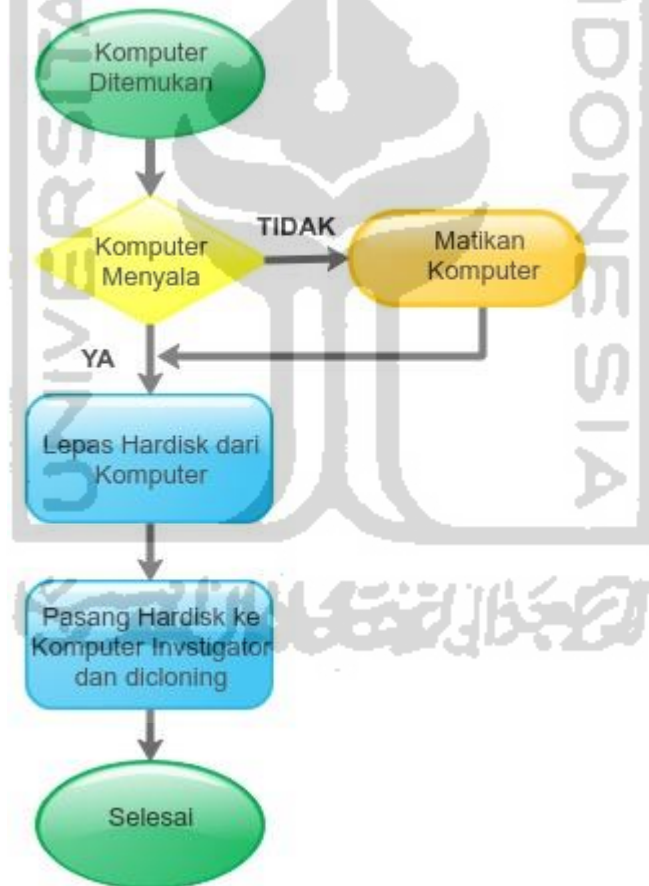 Komputer
Ditemukan
Komputer
Menyala
TIDAK
Matikan
Komputer
YA
Lepas Hardisk dari
Komputer
Pasang Hardisk ke
Komputer Invstigator
dan dicloning
Selesai